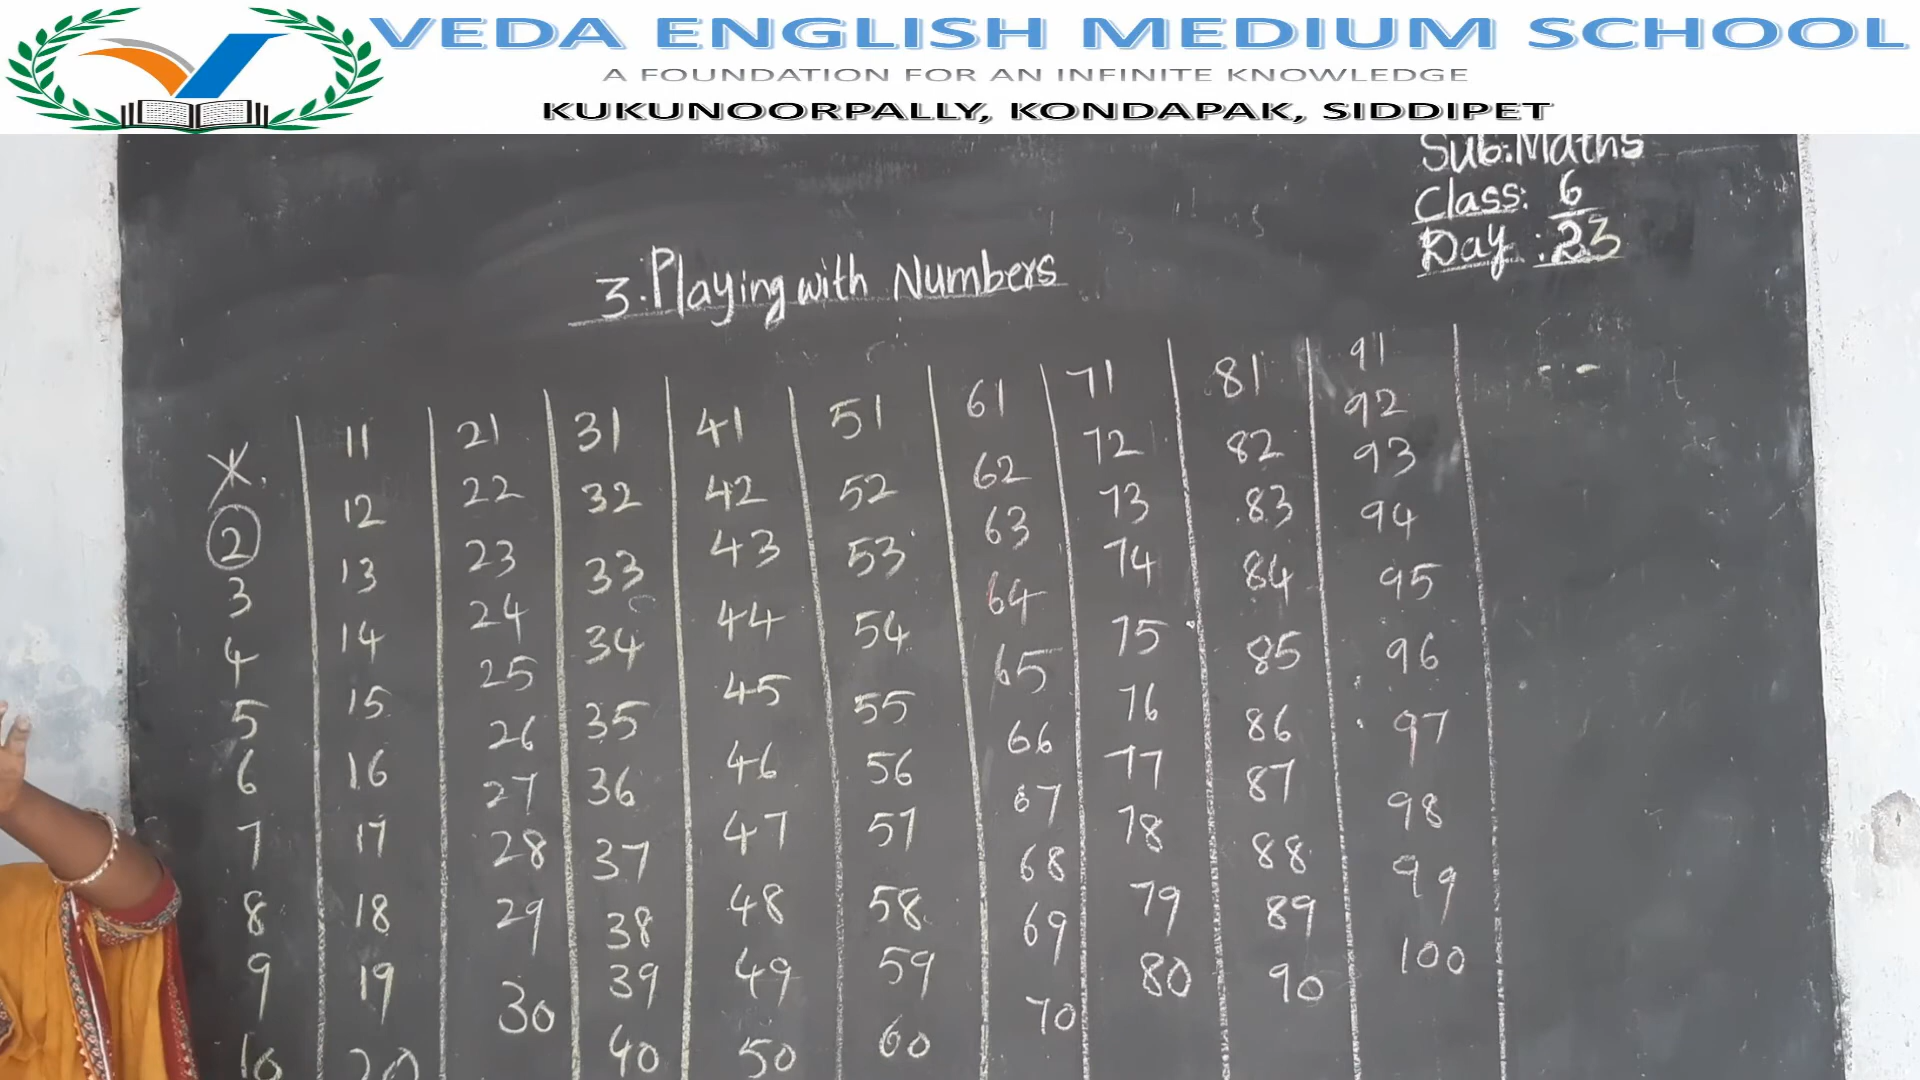 VEDA ENGLISH MEDIUM SCHOOL
A FOUNDATION FOR AN INFINITE KNOWLEDGE
KUKUNOORPALLY, KONDAPAK, SIDDIPET
Sub:Maths
Class: 6
Day: 23
3. Playing with Numbers
11 21 31 41 51 61 71 81 91
2 12 22 32 42 52 62 72 82 92
3 13 23 33 43 53 63 73 83 93
4 14 24 34 44 54 64 74 84 94
5 15 25 35 45 55 65 75 85 95
6 16 26 36 46 56 66 76 86 96
7 17 27 37 47 57 67 77 87 97
8 18 28 38 48 58 68 78 88 98
9 19 29 39 49 59 69 79 89 99
10 20 30 40 50 60 70 80 90 100